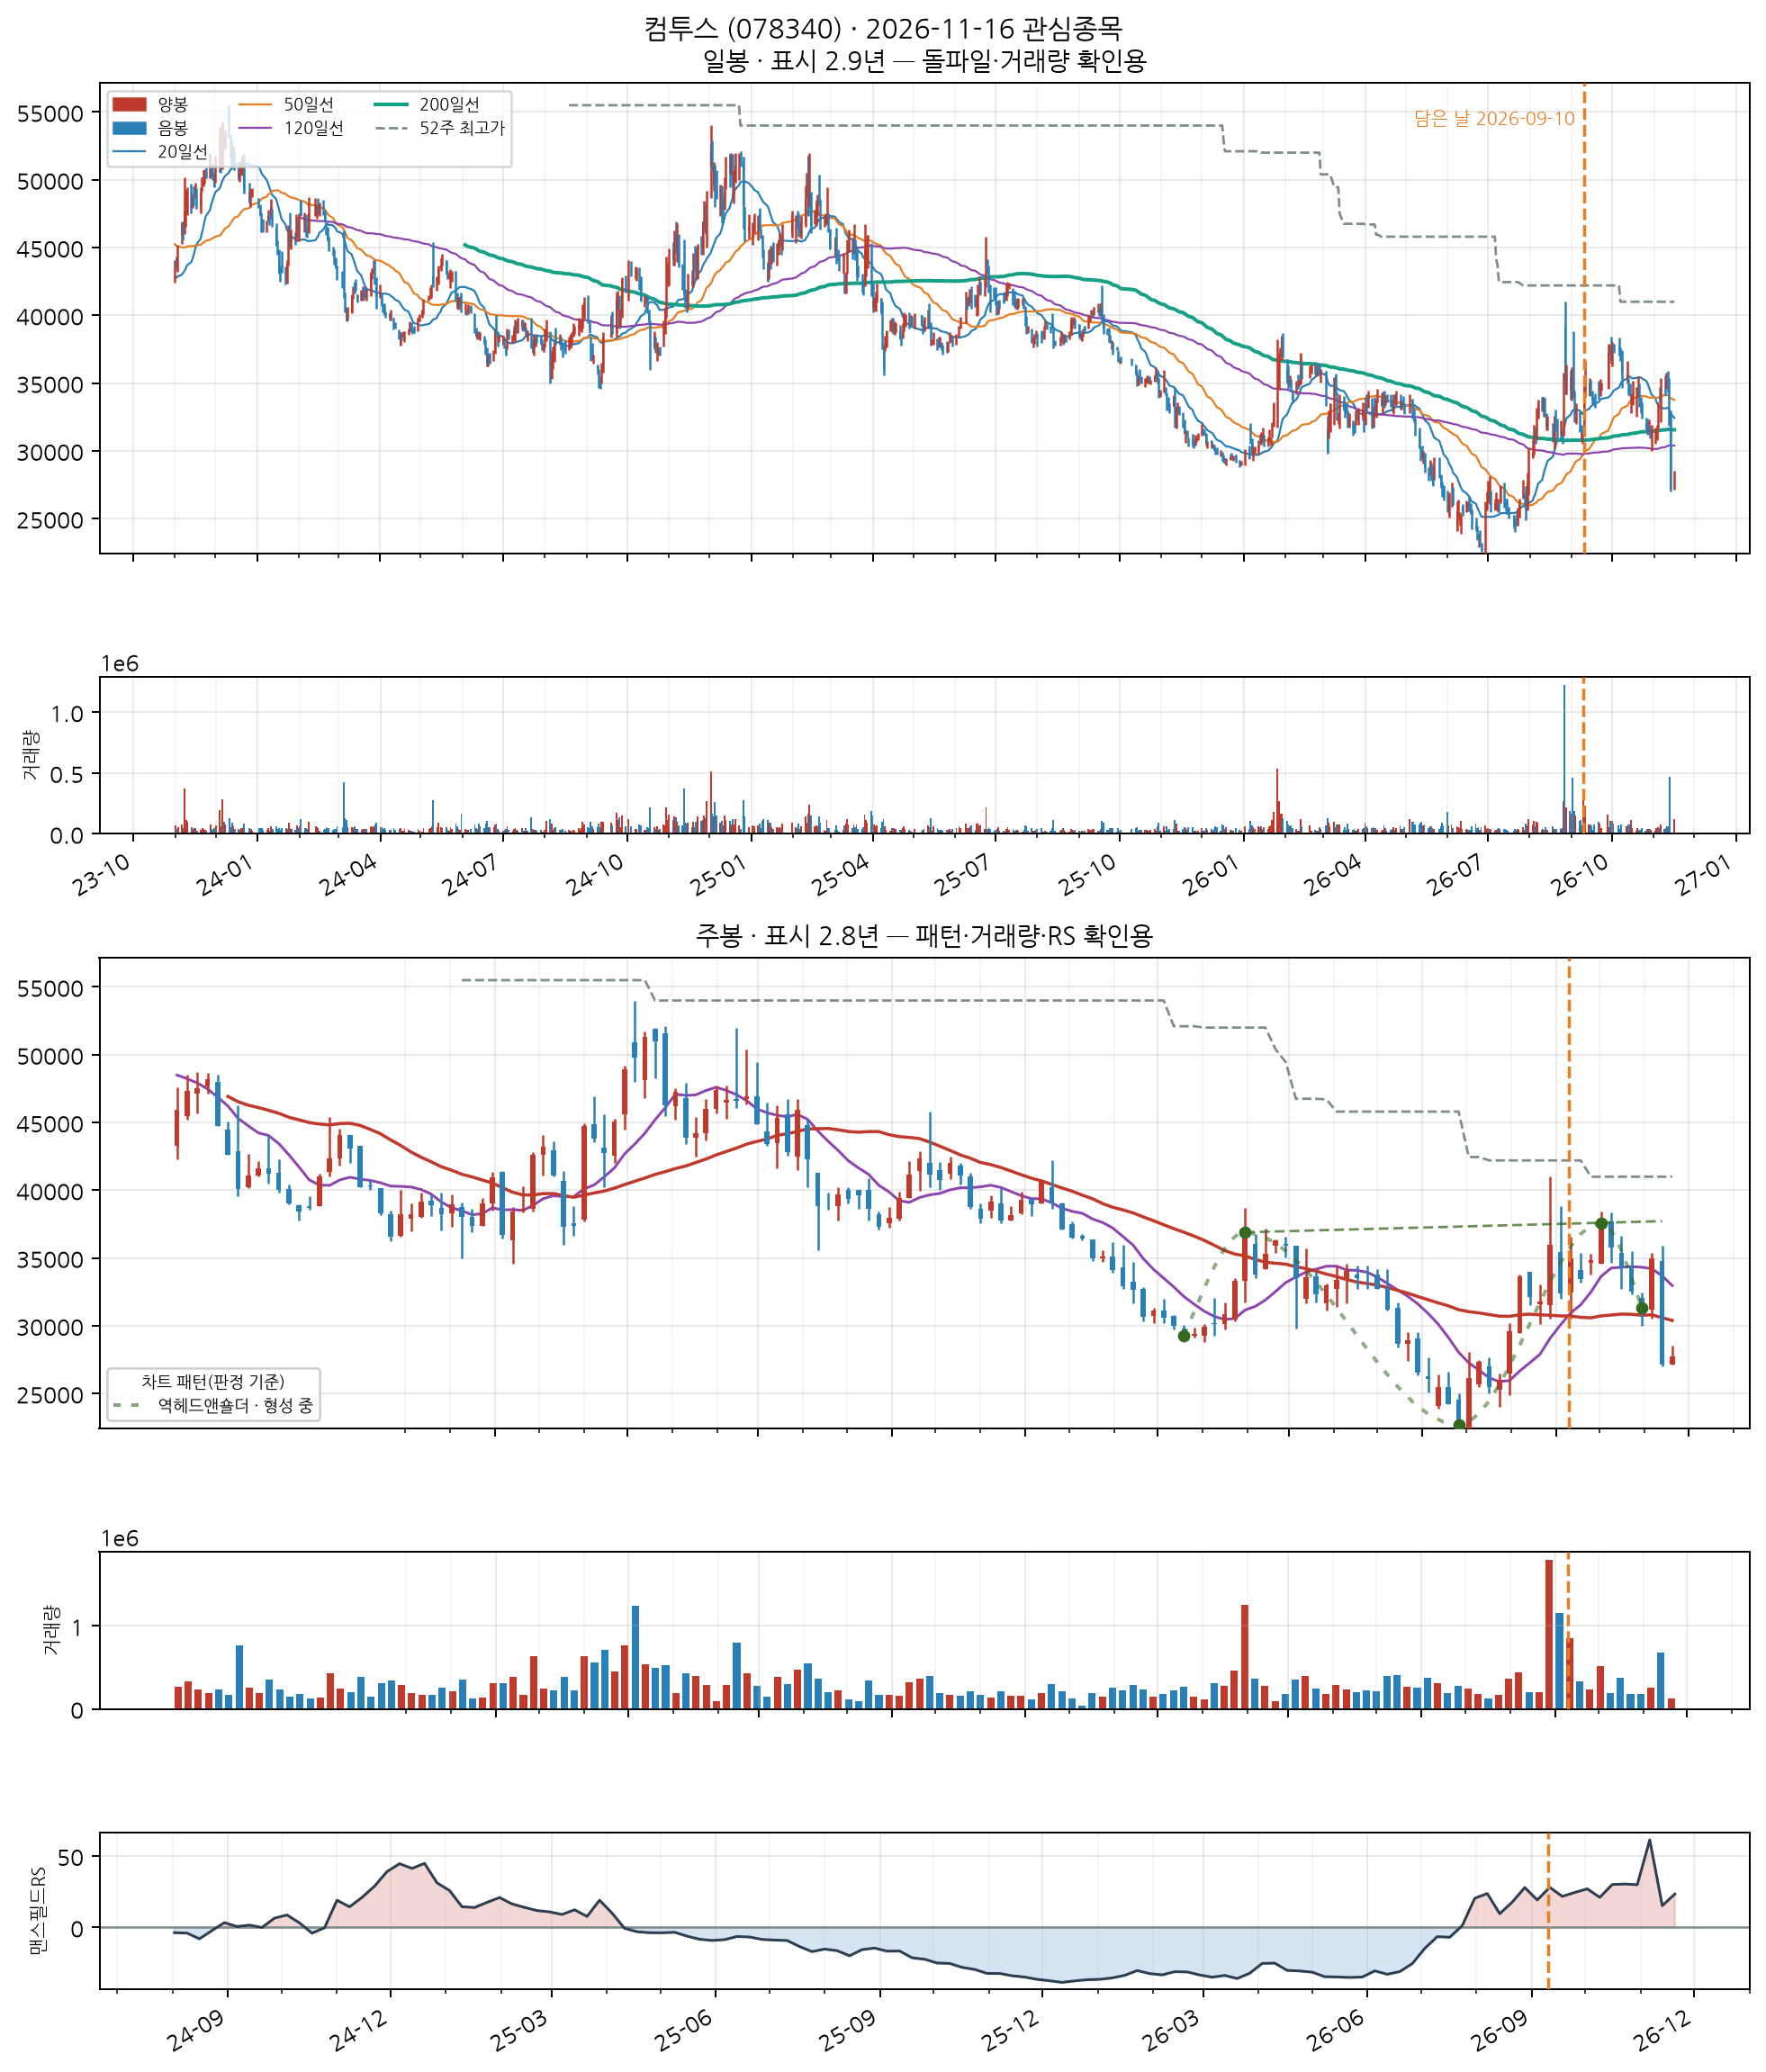 컴투스 (078340) · 2026-11-16 관심종목
일봉 · 표시 2.9년 — 돌파일·거래량 확인용
양봉
음봉
20일선
50일선
120일선
200일선
52주 최고가
담은 날 2026-09-10
55000
50000
45000
40000
35000
30000
25000
1e6
거래량
1.0
0.5
0.0
23-10
24-01
24-04
24-07
24-10
25-01
25-04
25-07
25-10
26-01
26-04
26-07
26-10
27-01
주봉 · 표시 2.8년 — 패턴·거래량·RS 확인용
55000
50000
45000
40000
35000
30000
25000
차트 패턴(판정 기준)
역헤드앤숄더 · 형성 중
1e6
거래량
1
0
맨스필드RS
50
0
24-09
24-12
25-03
25-06
25-09
25-12
26-03
26-06
26-09
26-12